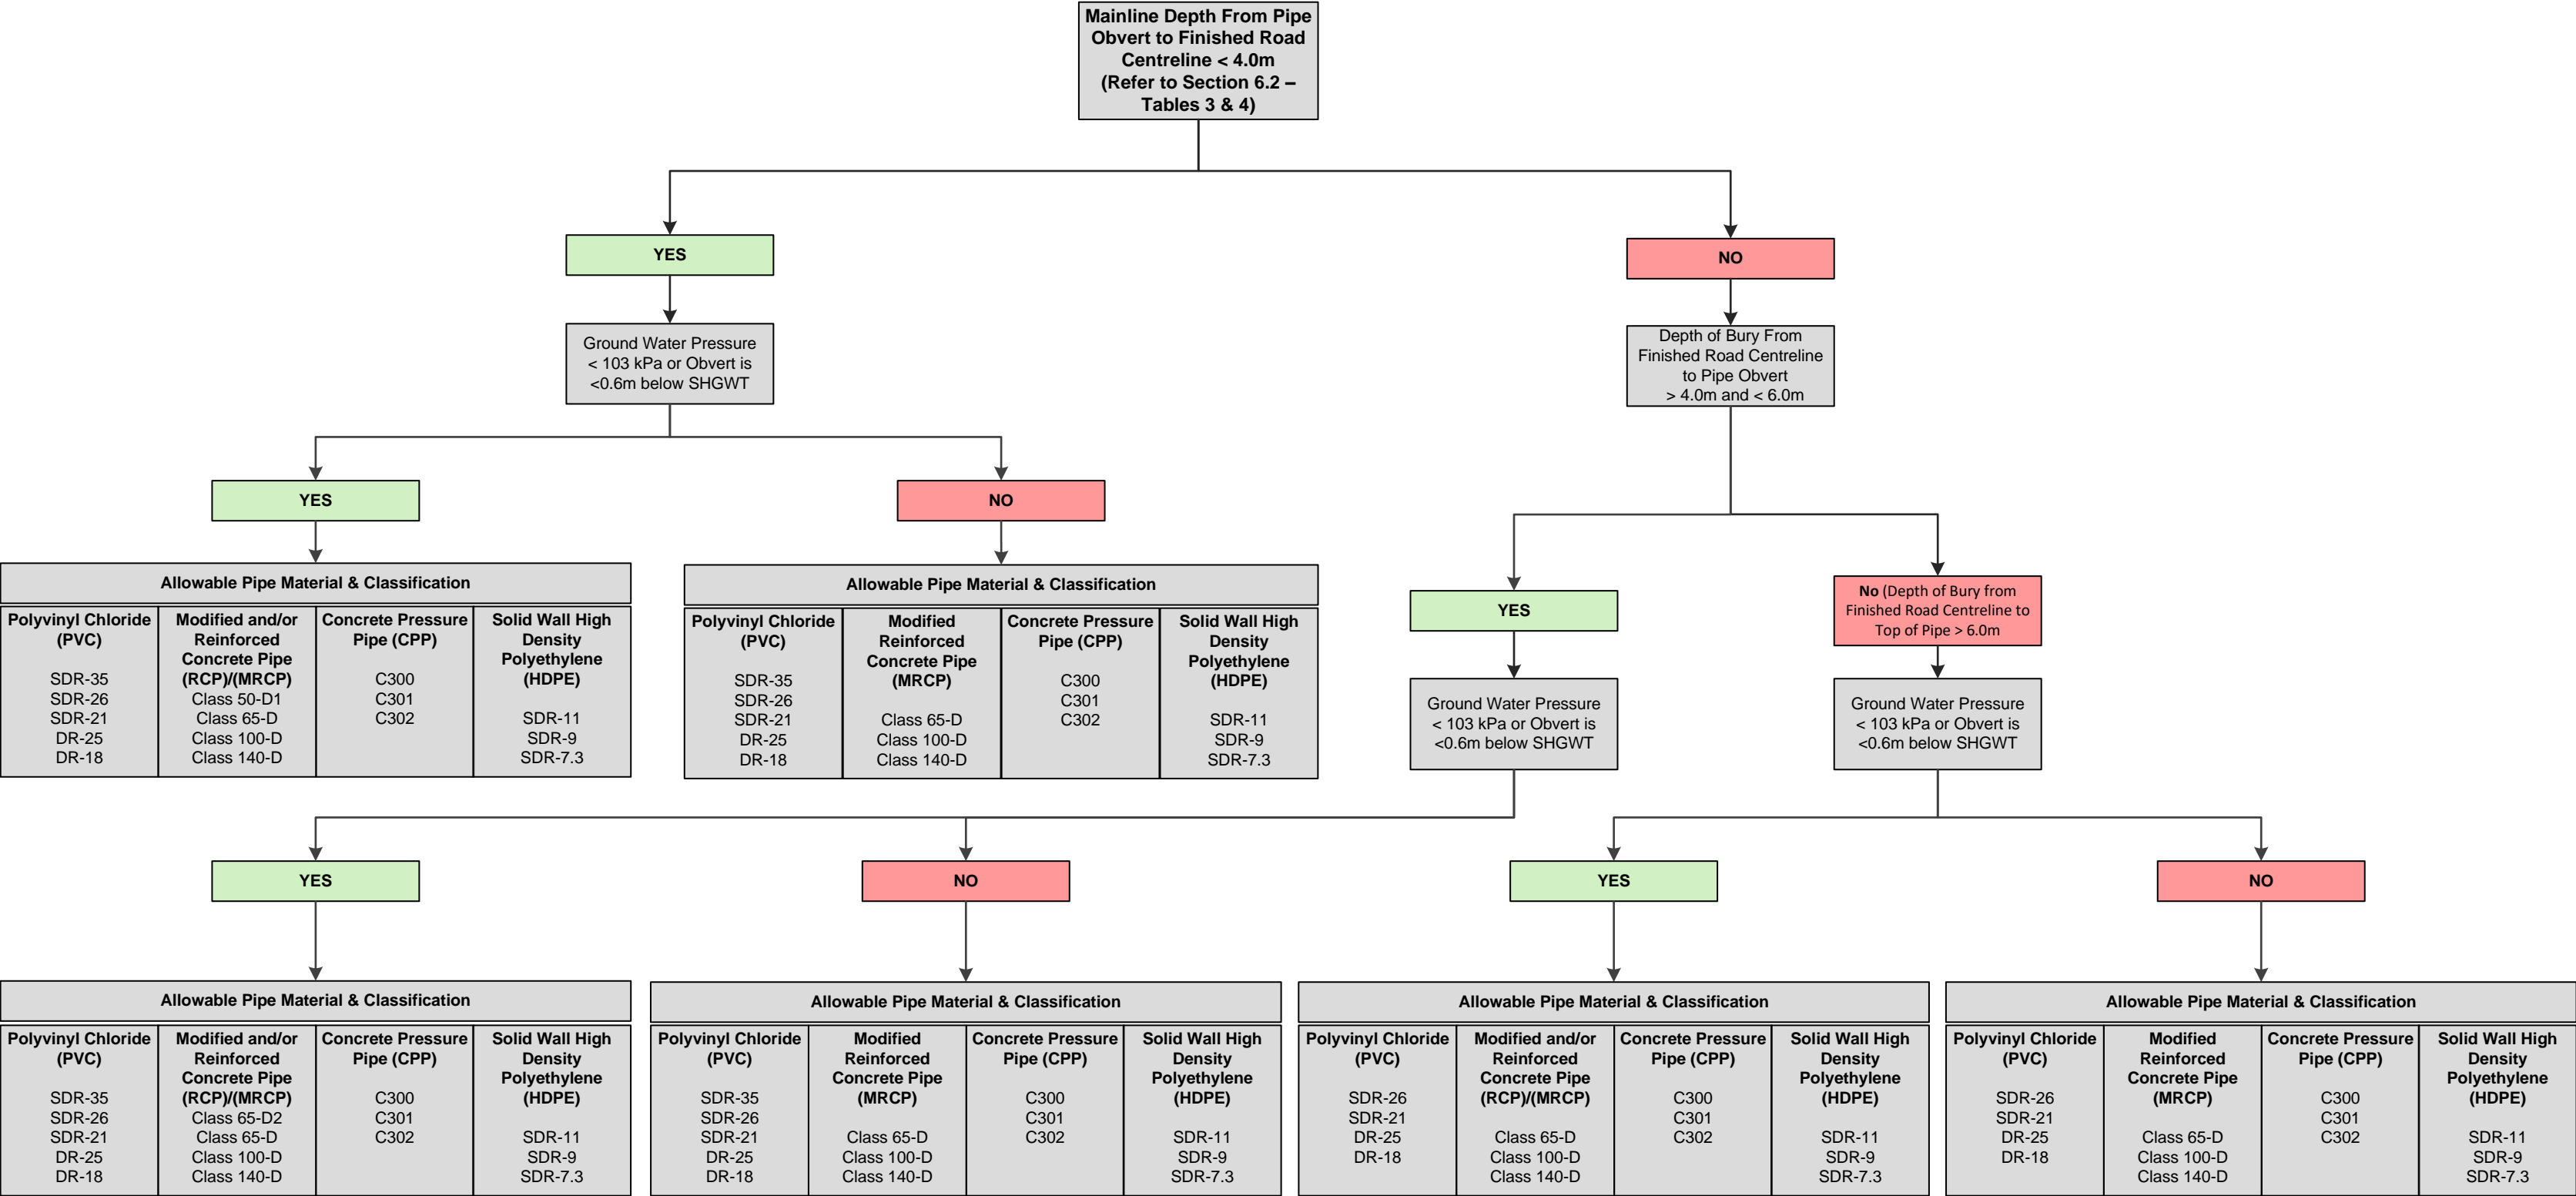 Mainline Depth From Pipe
Obvert to Finished Road
Centreline < 4.0m
(Refer to Section 6.2 –
Tables 3 & 4)
YES
NO
Ground Water Pressure
< 103 kPa or Obvert is
<0.6m below SHGWT
Depth of Bury From
Finished Road Centreline
to Pipe Obvert
> 4.0m and < 6.0m
YES
NO
Allowable Pipe Material & Classification
Polyvinyl Chloride
(PVC)
SDR-35
SDR-26
SDR-21
DR-25
DR-18
Modified and/or
Reinforced
Concrete Pipe
(RCP)/(MRCP)
Class 50-D1
Class 65-D
Class 100-D
Class 140-D
Concrete Pressure
Pipe (CPP)
C300
C301
C302
Solid Wall High
Density
Polyethylene
(HDPE)
SDR-11
SDR-9
SDR-7.3
Allowable Pipe Material & Classification
Polyvinyl Chloride
(PVC)
SDR-35
SDR-26
SDR-21
DR-25
DR-18
Modified
Reinforced
Concrete Pipe
(MRCP)
Class 65-D
Class 100-D
Class 140-D
Concrete Pressure
Pipe (CPP)
C300
C301
C302
Solid Wall High
Density
Polyethylene
(HDPE)
SDR-11
SDR-9
SDR-7.3
YES
No (Depth of Bury from
Finished Road Centreline to
Top of Pipe > 6.0m
Ground Water Pressure
< 103 kPa or Obvert is
<0.6m below SHGWT
Ground Water Pressure
< 103 kPa or Obvert is
<0.6m below SHGWT
YES
NO
YES
NO
Allowable Pipe Material & Classification
Polyvinyl Chloride
(PVC)
SDR-35
SDR-26
SDR-21
DR-25
DR-18
Modified and/or
Reinforced
Concrete Pipe
(RCP)/(MRCP)
Class 65-D2
Class 65-D
Class 100-D
Class 140-D
Concrete Pressure
Pipe (CPP)
C300
C301
C302
Solid Wall High
Density
Polyethylene
(HDPE)
SDR-11
SDR-9
SDR-7.3
Allowable Pipe Material & Classification
Polyvinyl Chloride
(PVC)
SDR-35
SDR-26
SDR-21
DR-25
DR-18
Modified
Reinforced
Concrete Pipe
(MRCP)
Class 65-D
Class 100-D
Class 140-D
Concrete Pressure
Pipe (CPP)
C300
C301
C302
Solid Wall High
Density
Polyethylene
(HDPE)
SDR-11
SDR-9
SDR-7.3
Allowable Pipe Material & Classification
Polyvinyl Chloride
(PVC)
SDR-26
SDR-21
DR-25
DR-18
Modified and/or
Reinforced
Concrete Pipe
(RCP)/(MRCP)
Class 65-D
Class 100-D
Class 140-D
Concrete Pressure
Pipe (CPP)
C300
C301
C302
Solid Wall High
Density
Polyethylene
(HDPE)
SDR-11
SDR-9
SDR-7.3
Allowable Pipe Material & Classification
Polyvinyl Chloride
(PVC)
SDR-26
SDR-21
DR-25
DR-18
Modified
Reinforced
Concrete Pipe
(MRCP)
Class 65-D
Class 100-D
Class 140-D
Concrete Pressure
Pipe (CPP)
C300
C301
C302
Solid Wall High
Density
Polyethylene
(HDPE)
SDR-11
SDR-9
SDR-7.3